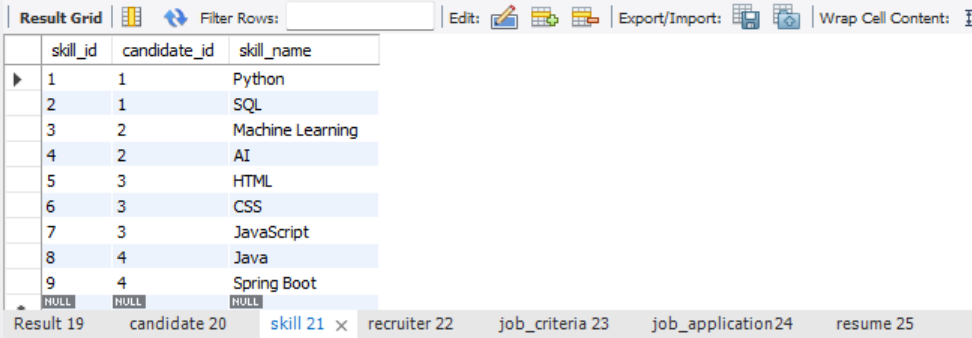 Result Grid Filter Rows: Edit: Export/Import: Wrap Cell Content:
skill_id candidate_id skill_name
1 1 Python
2 1 SQL
3 2 Machine Learning
4 2 AI
5 3 HTML
6 3 CSS
7 3 JavaScript
8 4 Java
9 4 Spring Boot
NULL NULL NULL
Result 19 candidate 20 skill 21 recruiter 22 job_criteria 23 job_application24 resume 25